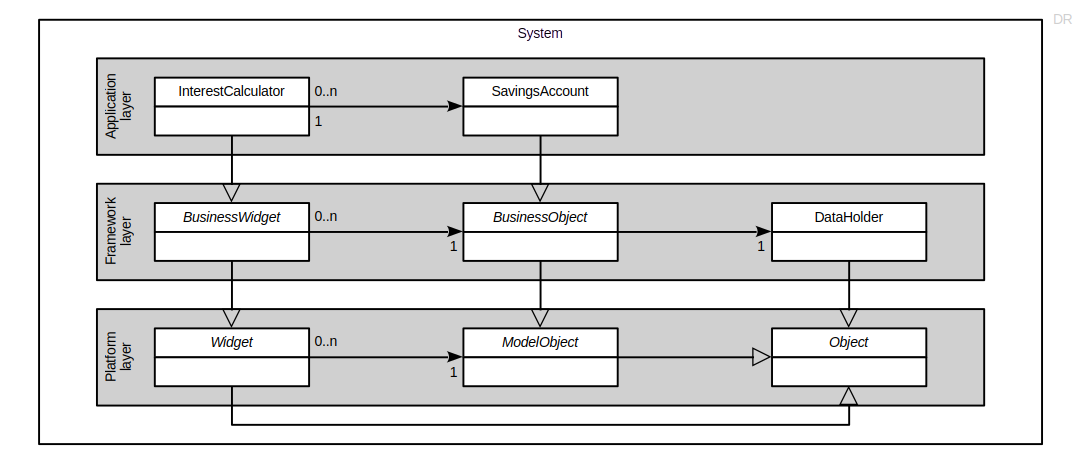 DR
System
Application
layer
InterestCalculator
0..n
1
SavingsAccount
Framework
layer
BusinessWidget
0..n
1
BusinessObject
1
DataHolder
Platform
layer
Widget
0..n
1
ModelObject
Object